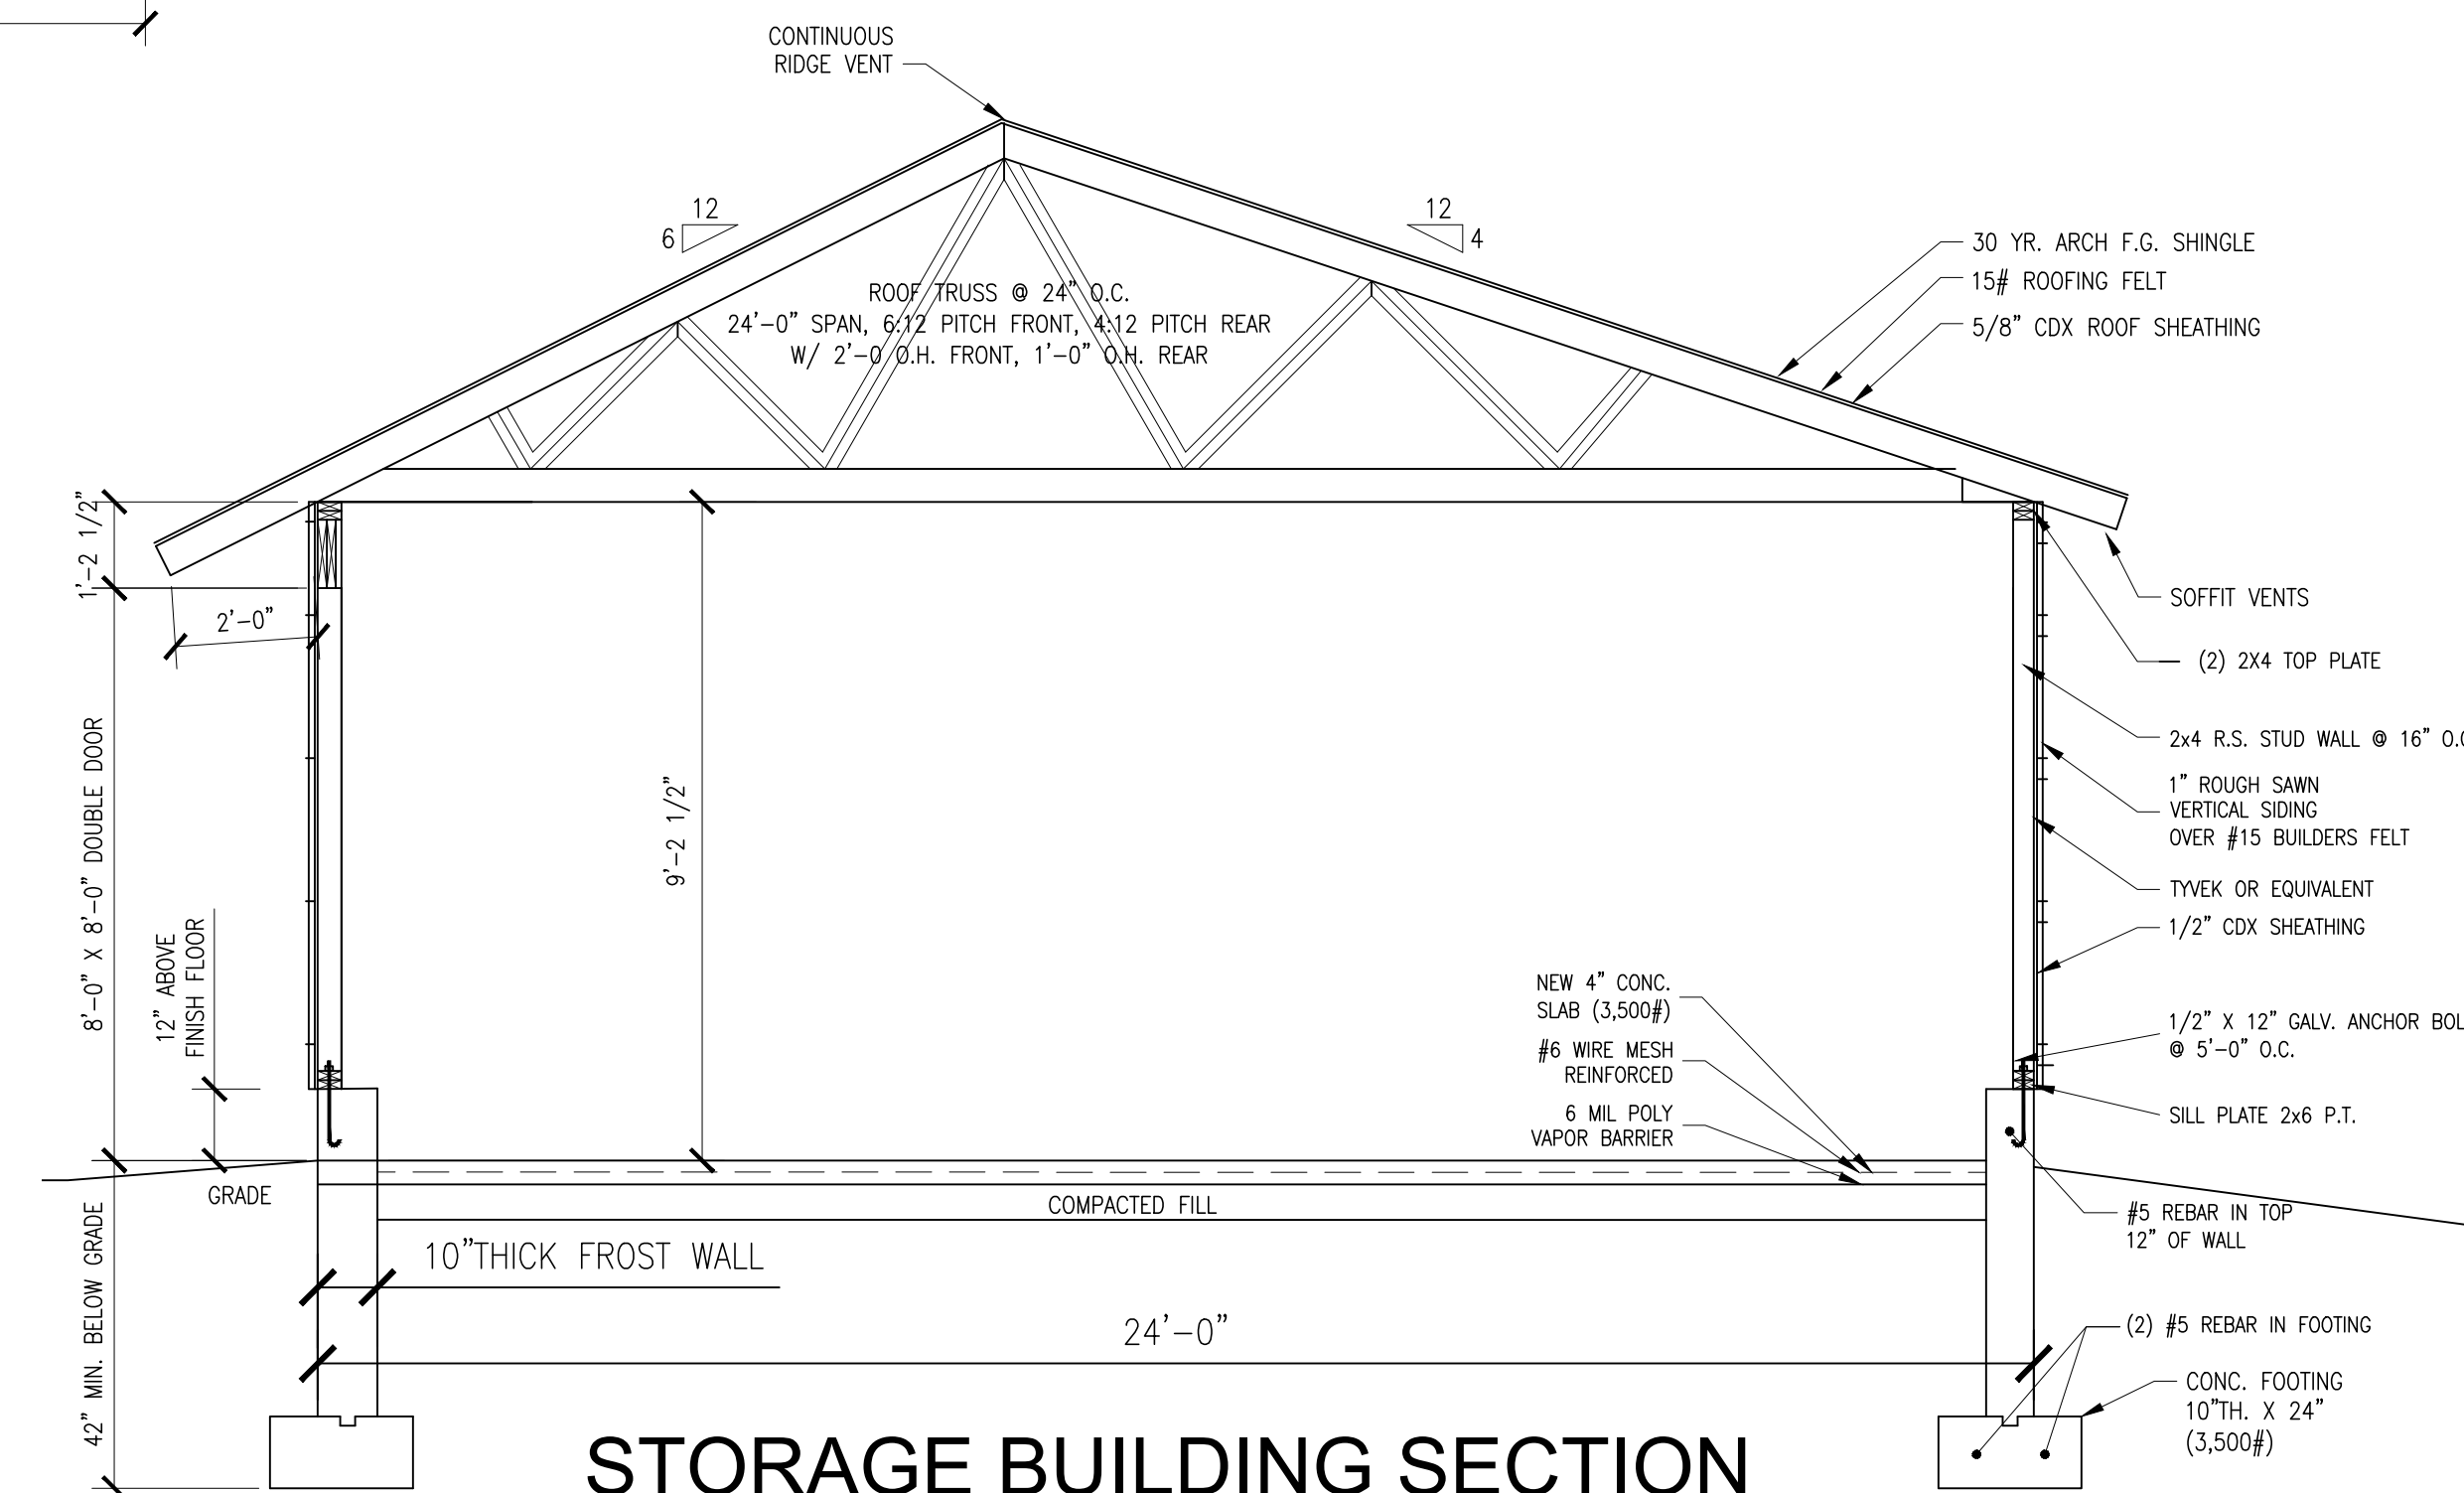 CONTINUOUS
RIDGE VENT
12
6
12
4
30 YR. ARCH F.G. SHINGLE
15# ROOFING FELT
5/8” CDX ROOF SHEATHING
ROOF TRUSS @ 24” O.C.
24’-0” SPAN, 6:12 PITCH FRONT, 4:12 PITCH REAR
W/ 2’-0 O.H. FRONT, 1’-0” O.H. REAR
1’-2 1/2”
2’-0”
8’-0” X 8’-0” DOUBLE DOOR
12” ABOVE
FINISH FLOOR
9’-2 1/2”
SOFFIT VENTS
(2) 2X4 TOP PLATE
2x4 R.S. STUD WALL @ 16”
1” ROUGH SAWN
VERTICAL SIDING
OVER #15 BUILDERS FELT
TYVEK OR EQUIVALENT
1/2” CDX SHEATHING
NEW 4” CONC.
SLAB (3,500#)
#6 WIRE MESH
REINFORCED
6 MIL POLY
VAPOR BARRIER
1/2” X 12” GALV. ANCHOR
@ 5’-0” O.C.
SILL PLATE 2x6 P.T.
GRADE
COMPACTED FILL
#5 REBAR IN TOP
12” OF WALL
42” MIN. BELOW GRADE
10”THICK FROST WALL
24’-0”
(2) #5 REBAR IN FOOTING
CONC. FOOTING
10”TH. X 24”
(3,500#)
STORAGE BUILDING SECTION